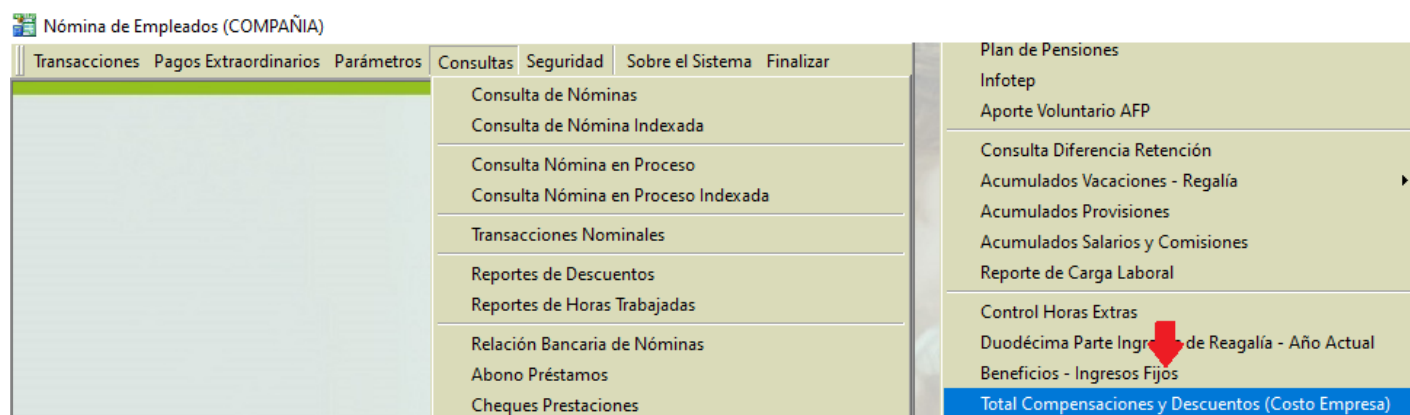 Nómina de Empleados (COMPAÑIA)
Transacciones Pagos Extraordinarios Parámetros Consultas Seguridad Sobre el Sistema Finalizar
Consulta de Nóminas
Consulta de Nómina Indexada
Consulta Nómina en Proceso
Consulta Nómina en Proceso Indexada
Transacciones Nominales
Reportes de Descuentos
Reportes de Horas Trabajadas
Relación Bancaria de Nóminas
Abono Préstamos
Cheques Prestaciones
Plan de Pensiones
Infotep
Aporte Voluntario AFP
Consulta Diferencia Retención
Acumulados Vacaciones - Regalía
Acumulados Provisiones
Acumulados Salarios y Comisiones
Reporte de Carga Laboral
Control Horas Extras
Duodécima Parte de Reagalía - Año Actual
Beneficios - Ingresos Fijos
Total Compensaciones y Descuentos (Costo Empresa)